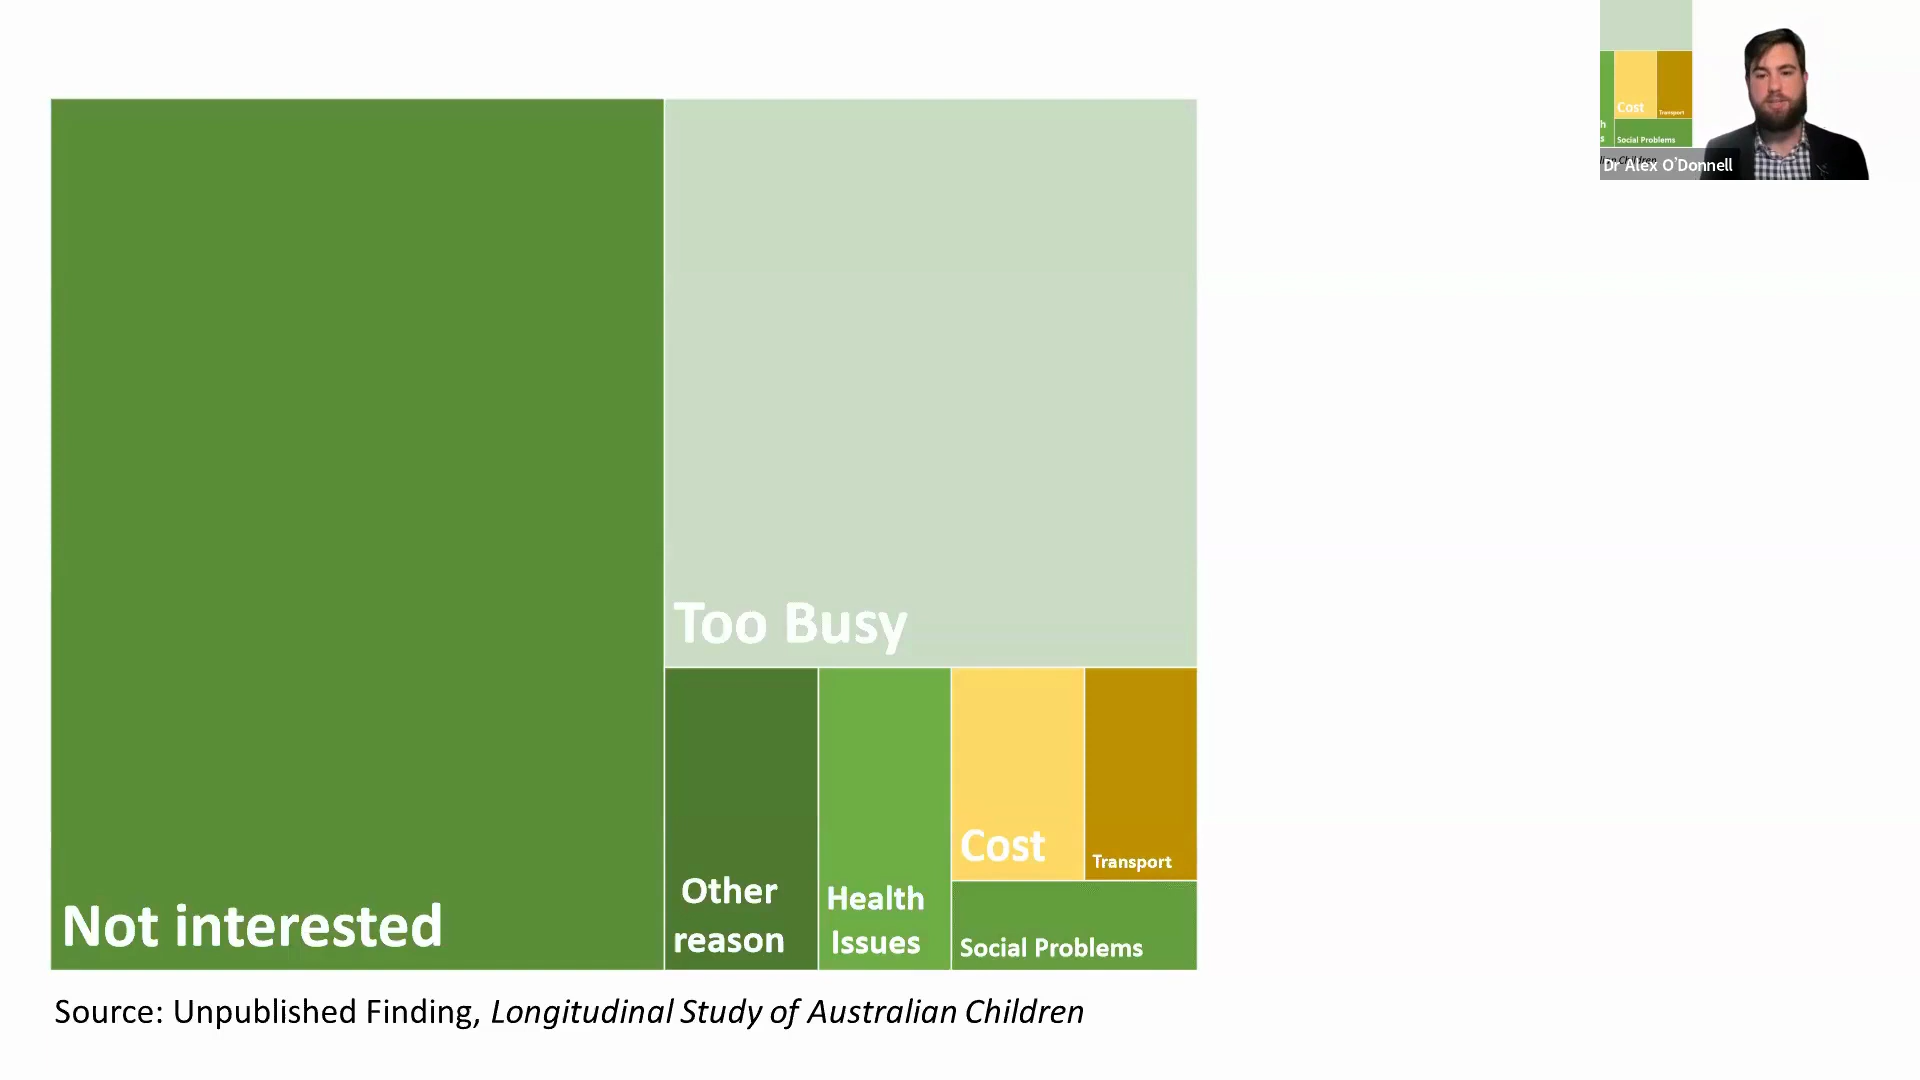 Cost
Transport
h
s
Social Problems
Dr Alex O'Donnell
Too Busy
Cost
Transport
Other
reason
Health
Issues
Not interested
Social Problems
Source: Unpublished Finding, Longitudinal Study of Australian Children